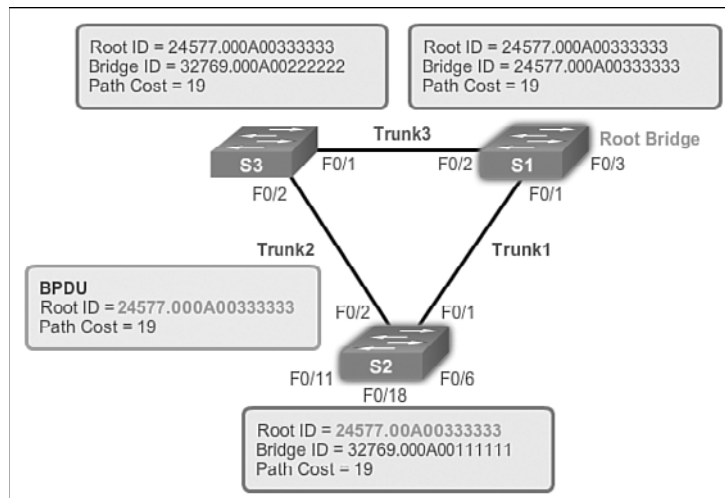 Root ID = 24577.000A00333333
Bridge ID = 32769.000A00222222
Path Cost = 19
Root ID = 24577.000A00333333
Bridge ID = 24577.000A00333333
Path Cost = 19
Trunk3
Root Bridge
S3
F0/1
F0/2
S1
F0/3
F0/2
F0/1
Trunk2
Trunk1
BPDU
Root ID = 24577.000A00333333
Path Cost = 19
F0/2
F0/1
S2
F0/11
F0/6
F0/18
Root ID = 24577.00A00333333
Bridge ID = 32769.000A00111111
Path Cost = 19